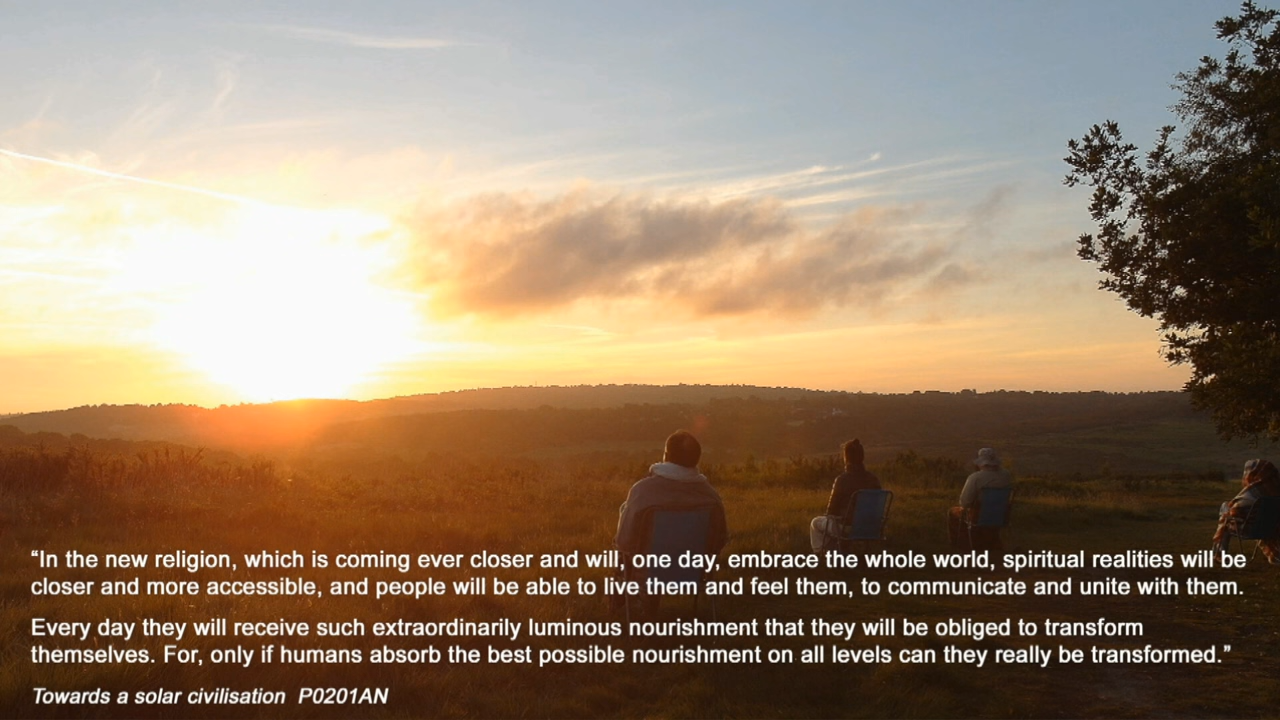 “In the new religion, which is coming ever closer and will, one day, embrace the whole world, spiritual realities will be
closer and more accessible, and people will be able to live them and feel them, to communicate and unite with them.
Every day they will receive such extraordinarily luminous nourishment that they will be obliged to transform
themselves. For, only if humans absorb the best possible nourishment on all levels can they really be transformed.”
Towards a solar civilisation P0201AN